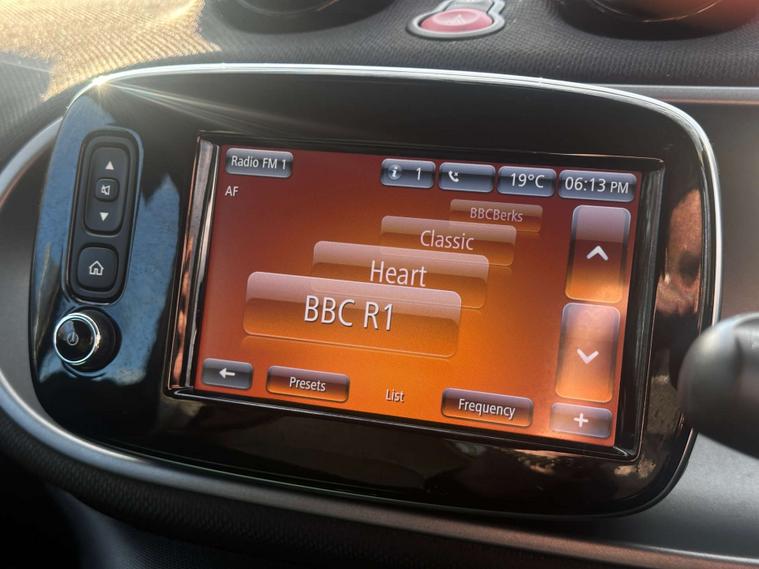 Radio FM 1
i 1
19°C
06:13 PM
AF
BBCBerks
Classic
Heart
BBC R1
Presets
List
Frequency
+